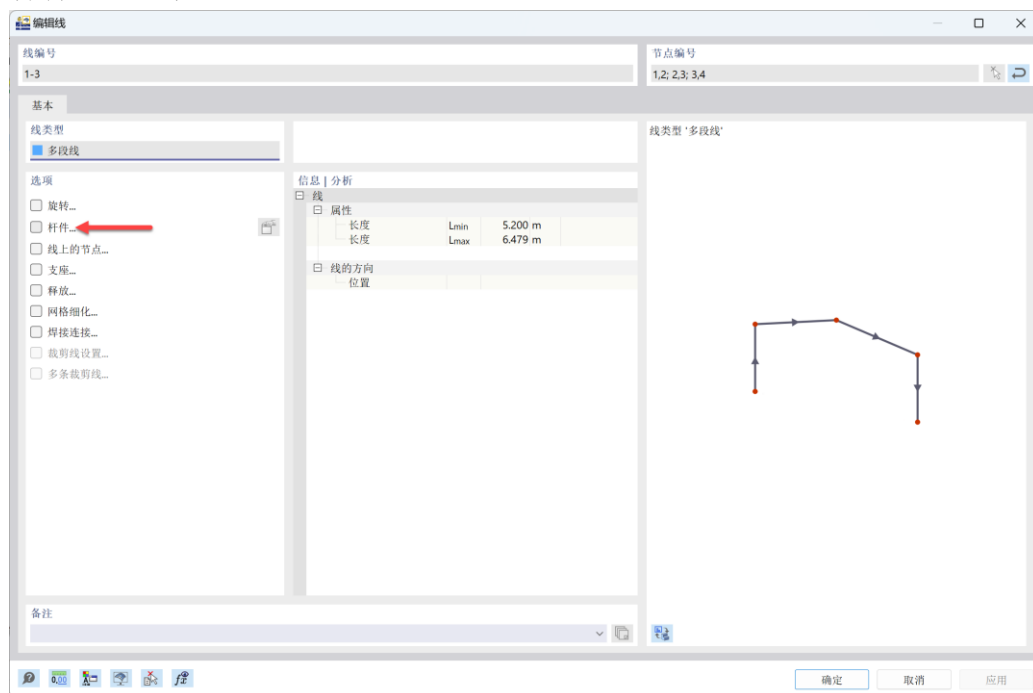 编辑线
线编号
节点编号
1-3
1,2; 2,3; 3,4
基本
线类型
多段线
线类型 '多段线'
选项
旋转...
杆件...
线上的节点...
支座...
释放...
网格细化...
焊接连接...
裁剪线设置...
多条裁剪线...
信息 | 分析
线
属性
长度 Lmin 5.200 m
长度 Lmax 6.479 m
线的方向
位置
备注
0,00
确定
取消
应用